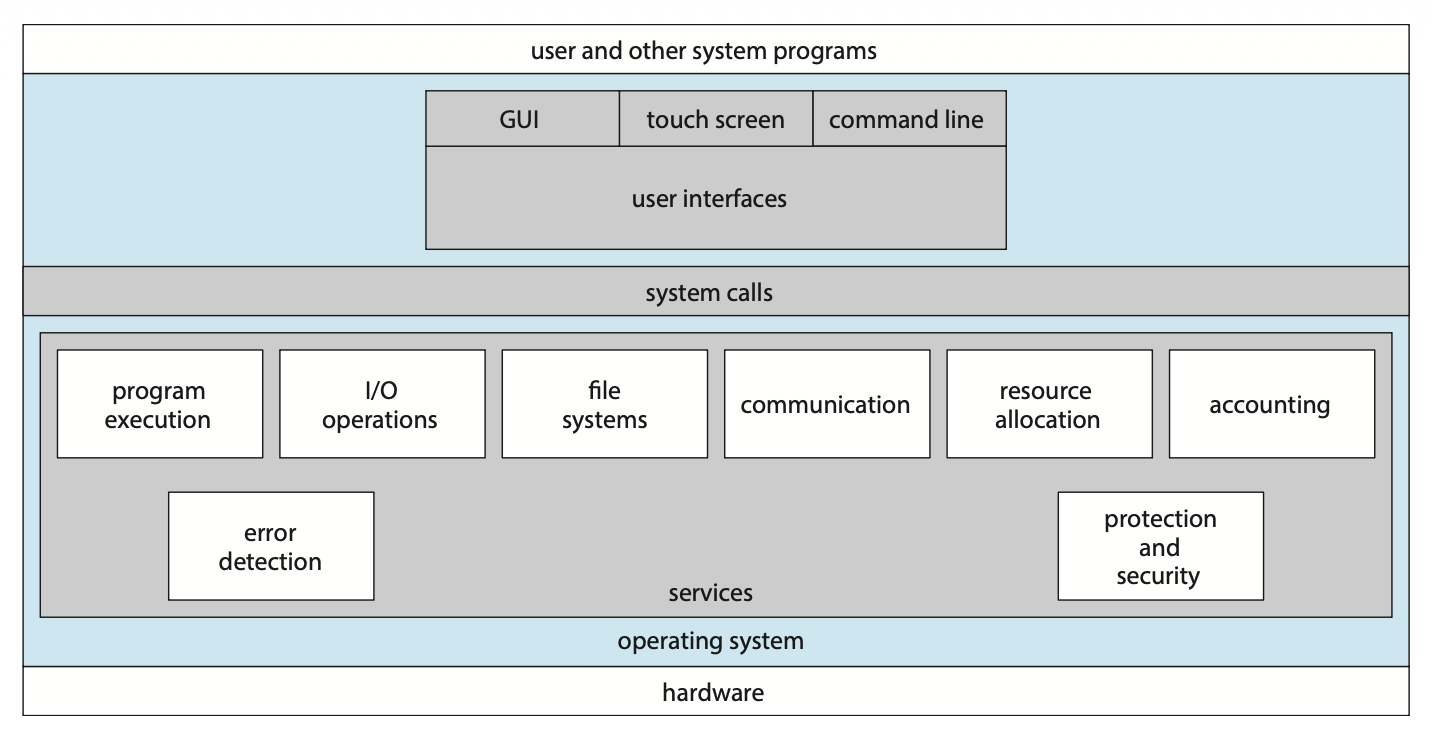 user and other system programs
GUI
touch screen
command line
user interfaces
system calls
program
execution
I/O
operations
file
systems
communication
resource
allocation
accounting
error
detection
protection
and
security
services
operating system
hardware